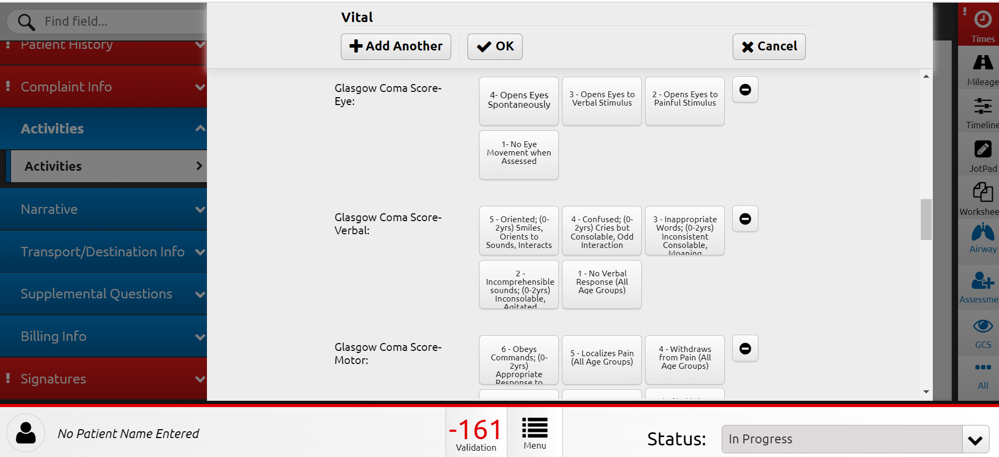 Find field...
Patient History
! Complaint Info
Activities
Activities
Narrative
Transport/Destination Info
Supplemental Questions
Billing Info
! Signatures
Vital
Add Another
OK
Cancel
Glasgow Coma Score-
Eye:
4- Opens Eyes
Spontaneously
3 - Opens Eyes to
Verbal Stimulus
2 - Opens Eyes to
Painful Stimulus
1- No Eye
Movement when
Assessed
Glasgow Coma Score-
Verbal:
5 - Oriented; (0-
2yrs) Smiles,
Orients to
Sounds, Interacts
4 - Confused; (0-
2yrs) Cries but
Consolable, Odd
Interaction
3 - Inappropriate
Words; (0-2yrs)
Inconsistent
Consolable,
Moaning
2 -
Incomprehensible
sounds; (0-2yrs)
Inconsolable,
Agitated
1 - No Verbal
Response (All
Age Groups)
Glasgow Coma Score-
Motor:
6 - Obeys
Commands; (0-
2yrs)
Appropriate
Response to
5 - Localizes Pain
(All Age Groups)
4 - Withdraws
from Pain (All
Age Groups)
!
Times
Mileage
Timeline
JotPad
Workshee
Airway
Assessme
GCS
All
No Patient Name Entered
-161
Validation
Menu
Status:
In Progress